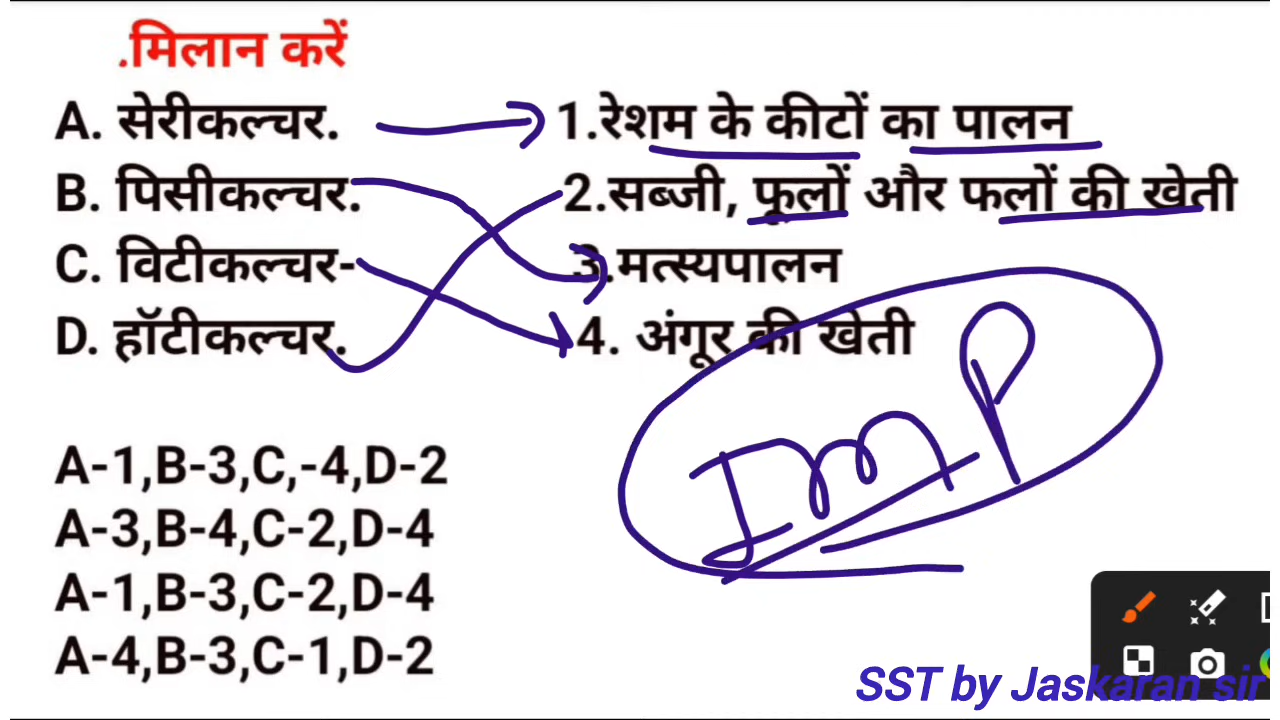 .मिलान करें
A. सेरीकल्चर. 1.रेशम के कीटों का पालन
B. पिसीकल्चर. 2.सब्जी, फूलों और फलों की खेती
C. विटीकल्चर- 3.मत्स्यपालन
D. हॉटीकल्चर. 4. अंगूर की खेती
Imp
A-1,B-3,C,-4,D-2
A-3,B-4,C-2,D-4
A-1,B-3,C-2,D-4
A-4,B-3,C-1,D-2
SST by Jaskaran sir